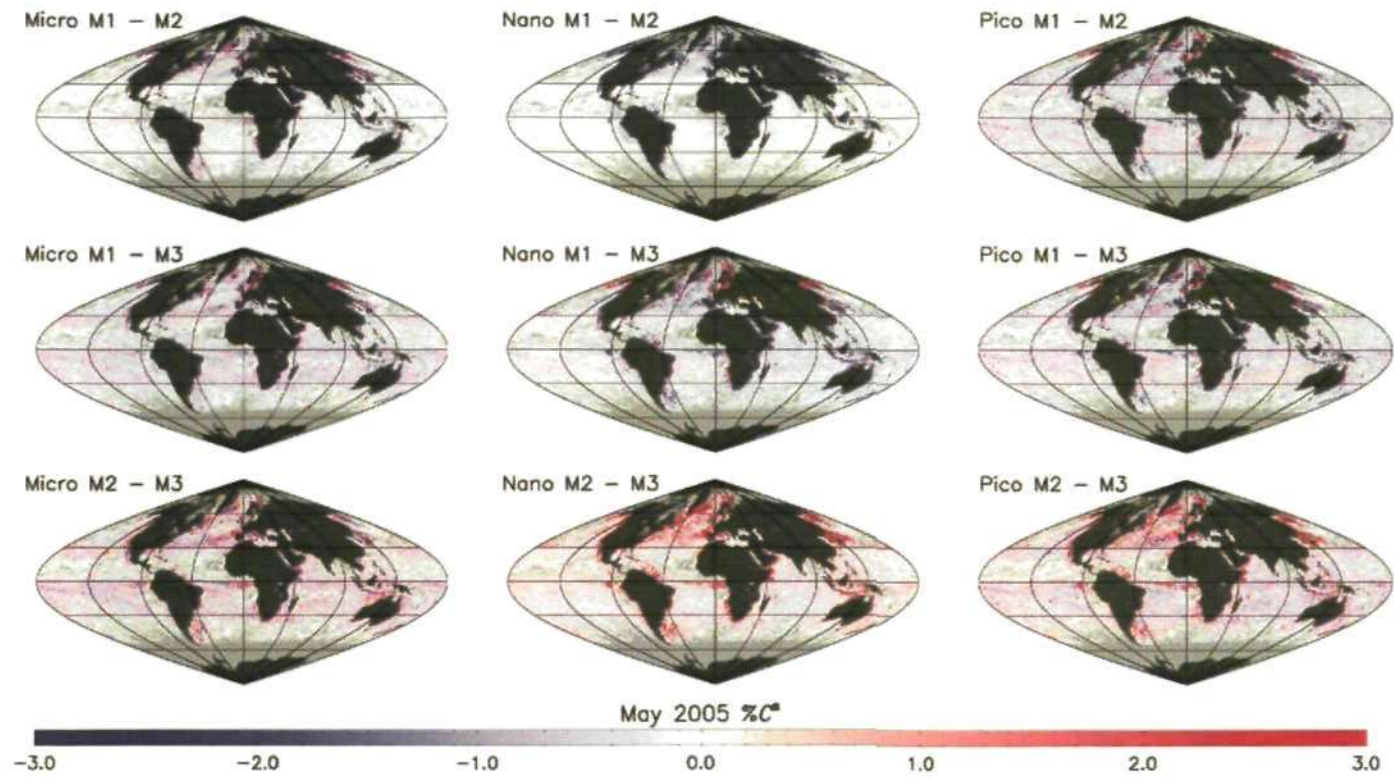 Micro M1 – M2
Nano M1 – M2
Pico M1 – M2
Micro M1 – M3
Nano M1 – M3
Pico M1 – M3
Micro M2 – M3
Nano M2 – M3
Pico M2 – M3
May 2005 %Cª
-3.0 -2.0 -1.0 0.0 1.0 2.0 3.0